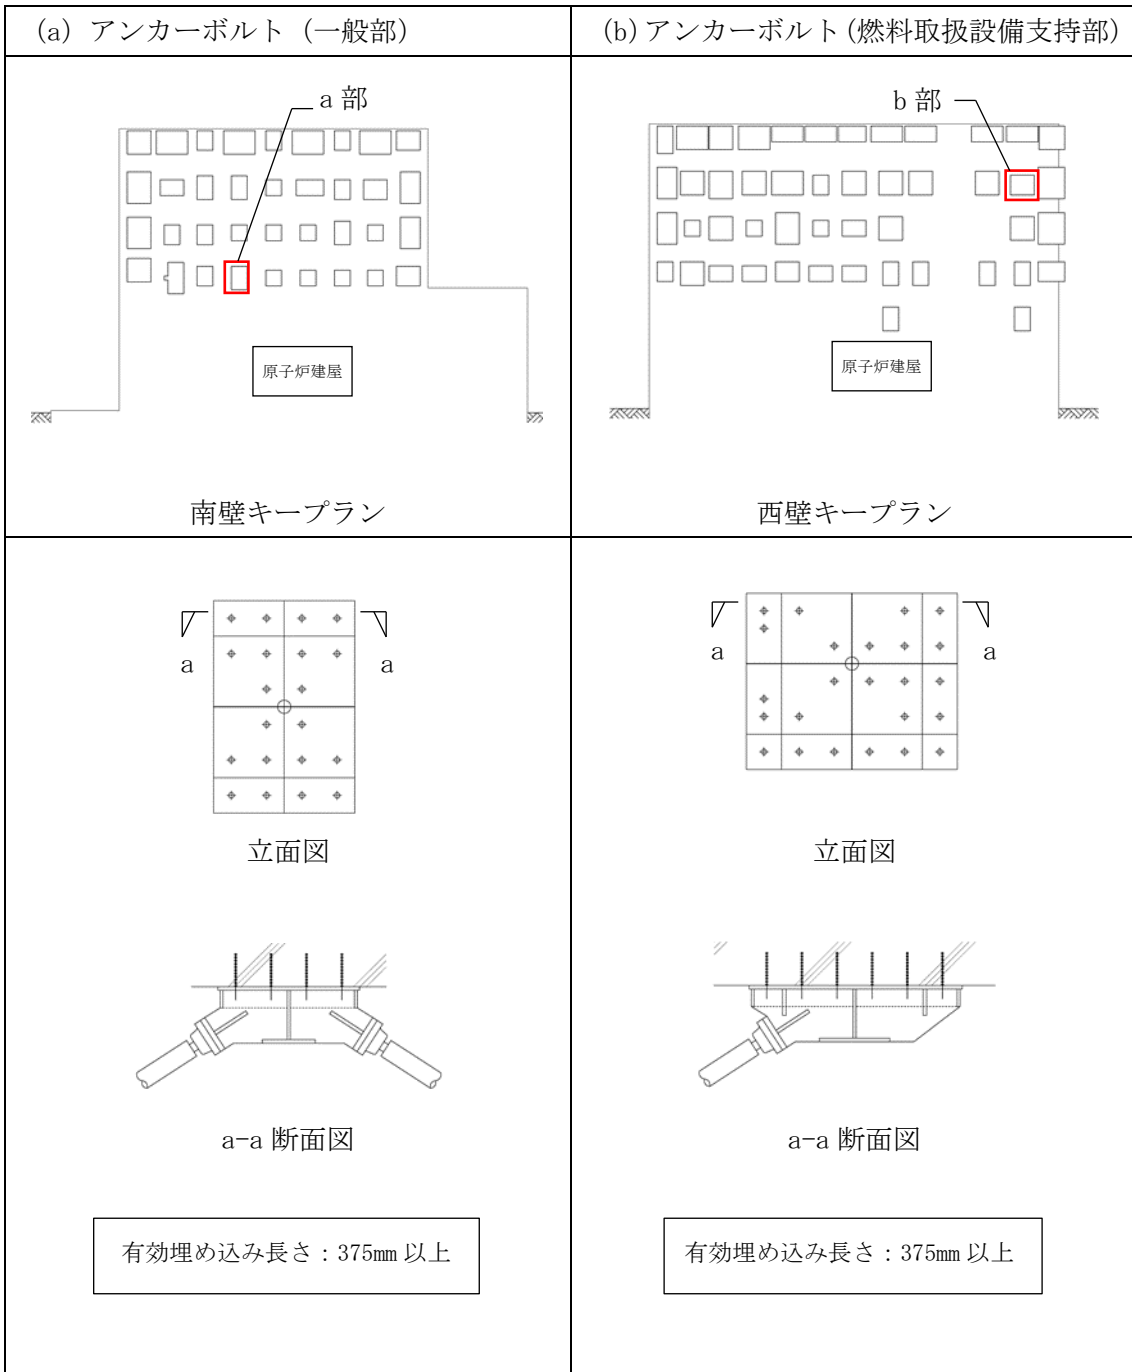 (a) アンカーボルト (一般部)
a 部
原子炉建屋
南壁キープラン
a
a
立面図
a-a 断面図
有効埋め込み長さ：375mm 以上
(b)アンカーボルト(燃料取扱設備支持部)
b 部
原子炉建屋
西壁キープラン
a
a
立面図
a-a 断面図
有効埋め込み長さ：375mm 以上